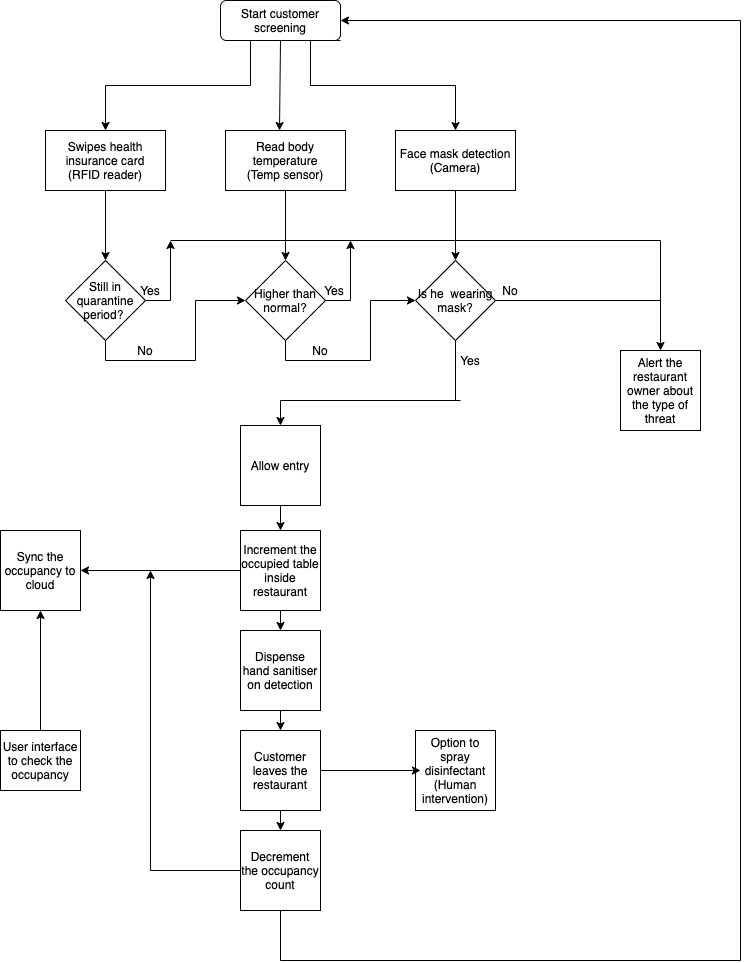 Start customer
screening
Swipes health
insurance card
(RFID reader)
Read body
temperature
(Temp sensor)
Face mask detection
(Camera)
Still in
quarantine
period?
Yes
No
Higher than
normal?
Yes
No
Is he  wearing
mask?
No
Yes
Alert the
restaurant
owner about
the type of
threat
Allow entry
Increment the
occupied table
inside
restaurant
Sync the
occupancy to
cloud
Dispense
hand sanitiser
on detection
User interface
to check the
occupancy
Customer
leaves the
restaurant
Option to
spray
disinfectant
(Human
intervention)
Decrement
the occupancy
count